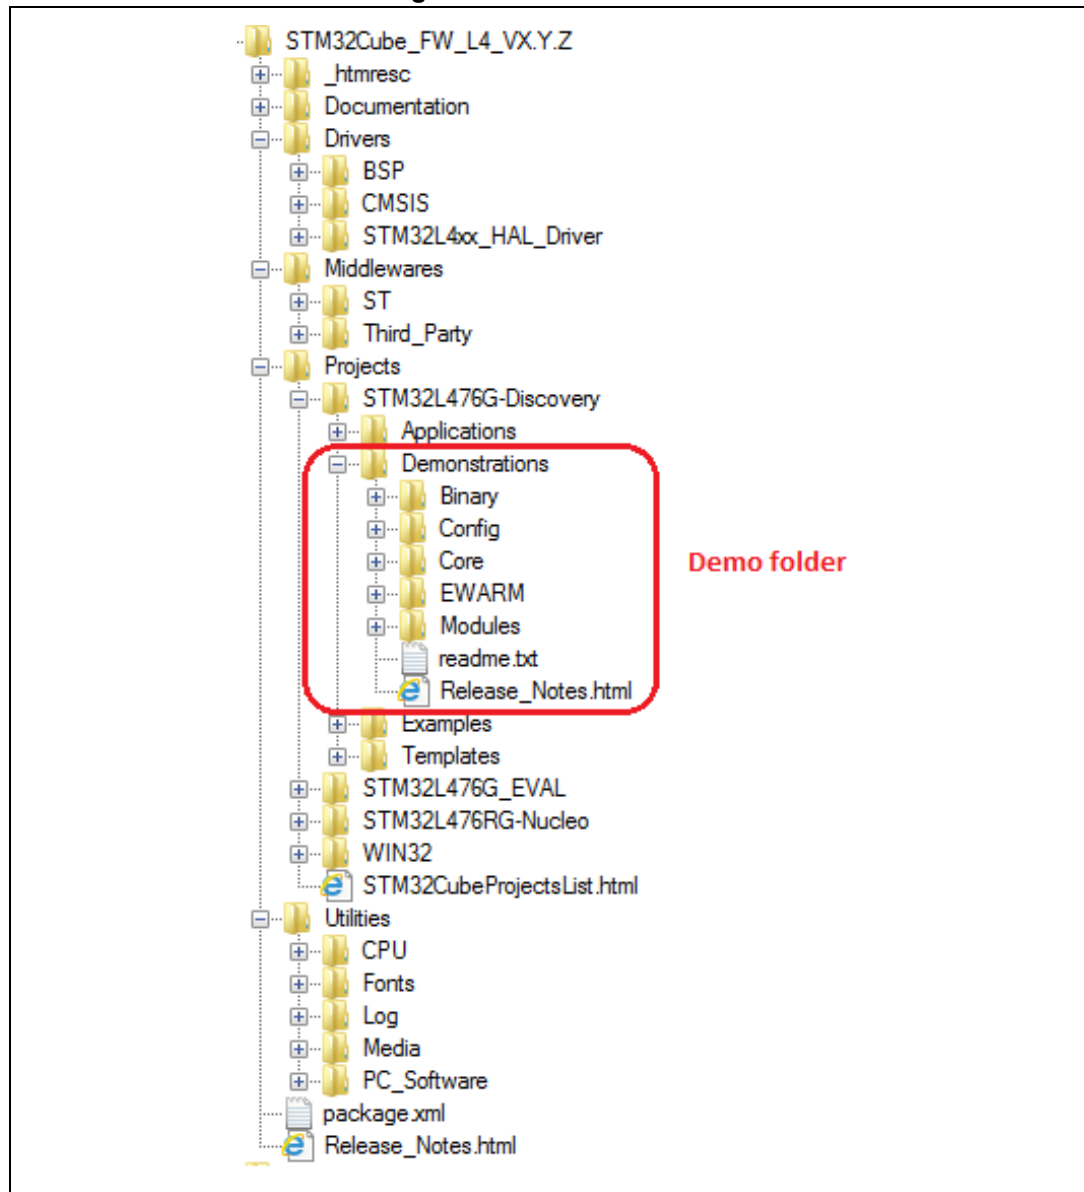 STM32Cube_FW_L4_VX.Y.Z
_htmresc
Documentation
Drivers
BSP
CMSIS
STM32L4xx_HAL_Driver
Middlewares
ST
Third_Party
Projects
STM32L476G-Discovery
Applications
Demonstrations
Binary
Config
Core
Demo folder
EWARM
Modules
readme.txt
Release_Notes.html
Examples
Templates
STM32L476G_EVAL
STM32L476RG-Nucleo
WIN32
STM32CubeProjectsList.html
Utilities
CPU
Fonts
Log
Media
PC_Software
package.xml
Release_Notes.html